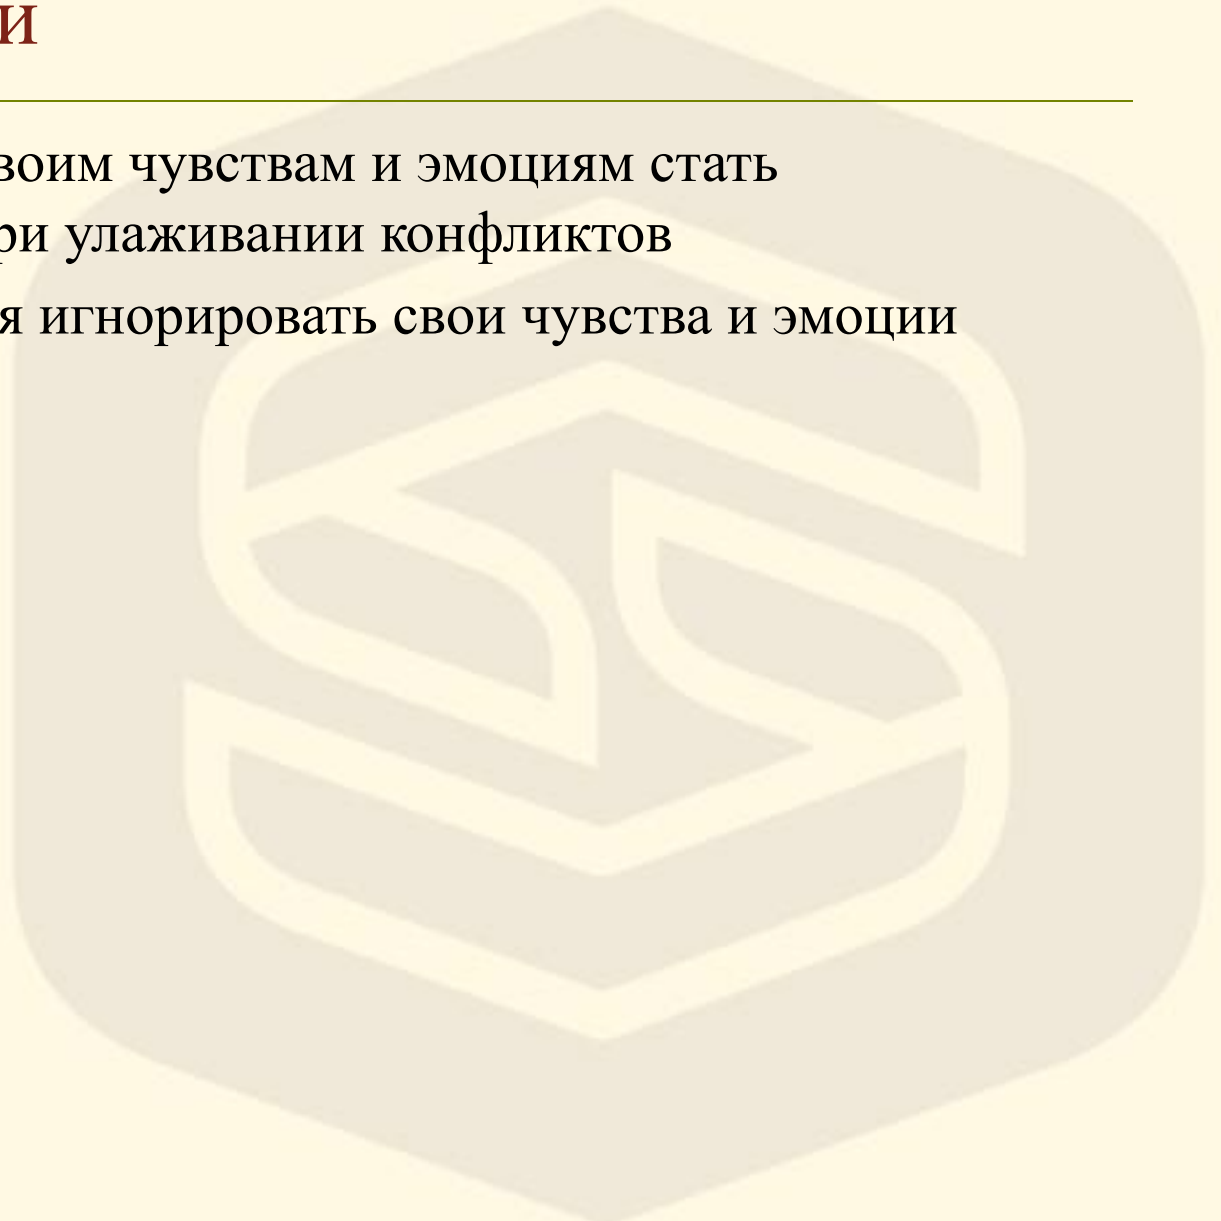 и
воим чувствам и эмоциям стать
ри улаживании конфликтов
я игнорировать свои чувства и эмоции